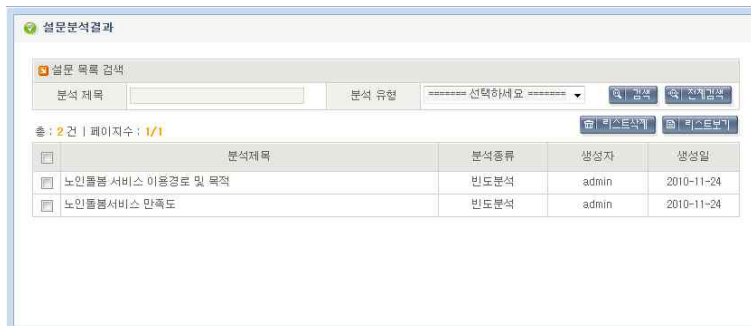 설문분석결과
설문 목록 검색
분석 제목 분석 유형 ======= 선택하세요 ======= 검색 전체검색
총 : 2 건 | 페이지수 : 1/1 리스트삭제 리스트보기
분석제목 분석종류 생성자 생성일
노인돌봄 서비스 이용경로 및 목적 빈도분석 admin 2010-11-24
노인돌봄서비스 만족도 빈도분석 admin 2010-11-24